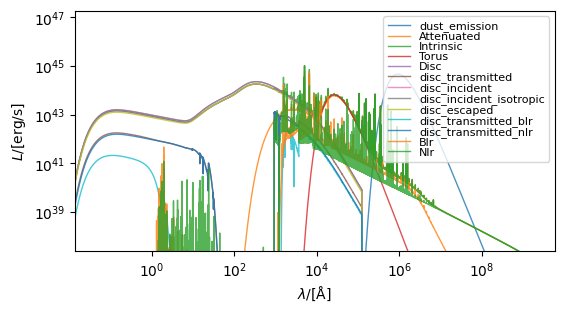 10^47
10^45
10^43
10^41
10^39
L/[erg/s]
dust_emission
Attenuated
Intrinsic
Torus
Disc
disc_transmitted
disc_incident
disc_incident_isotropic
disc_escaped
disc_transmitted_blr
disc_transmitted_nlr
Blr
Nlr
10^0 10^2 10^4 10^6 10^8
λ/[Å]